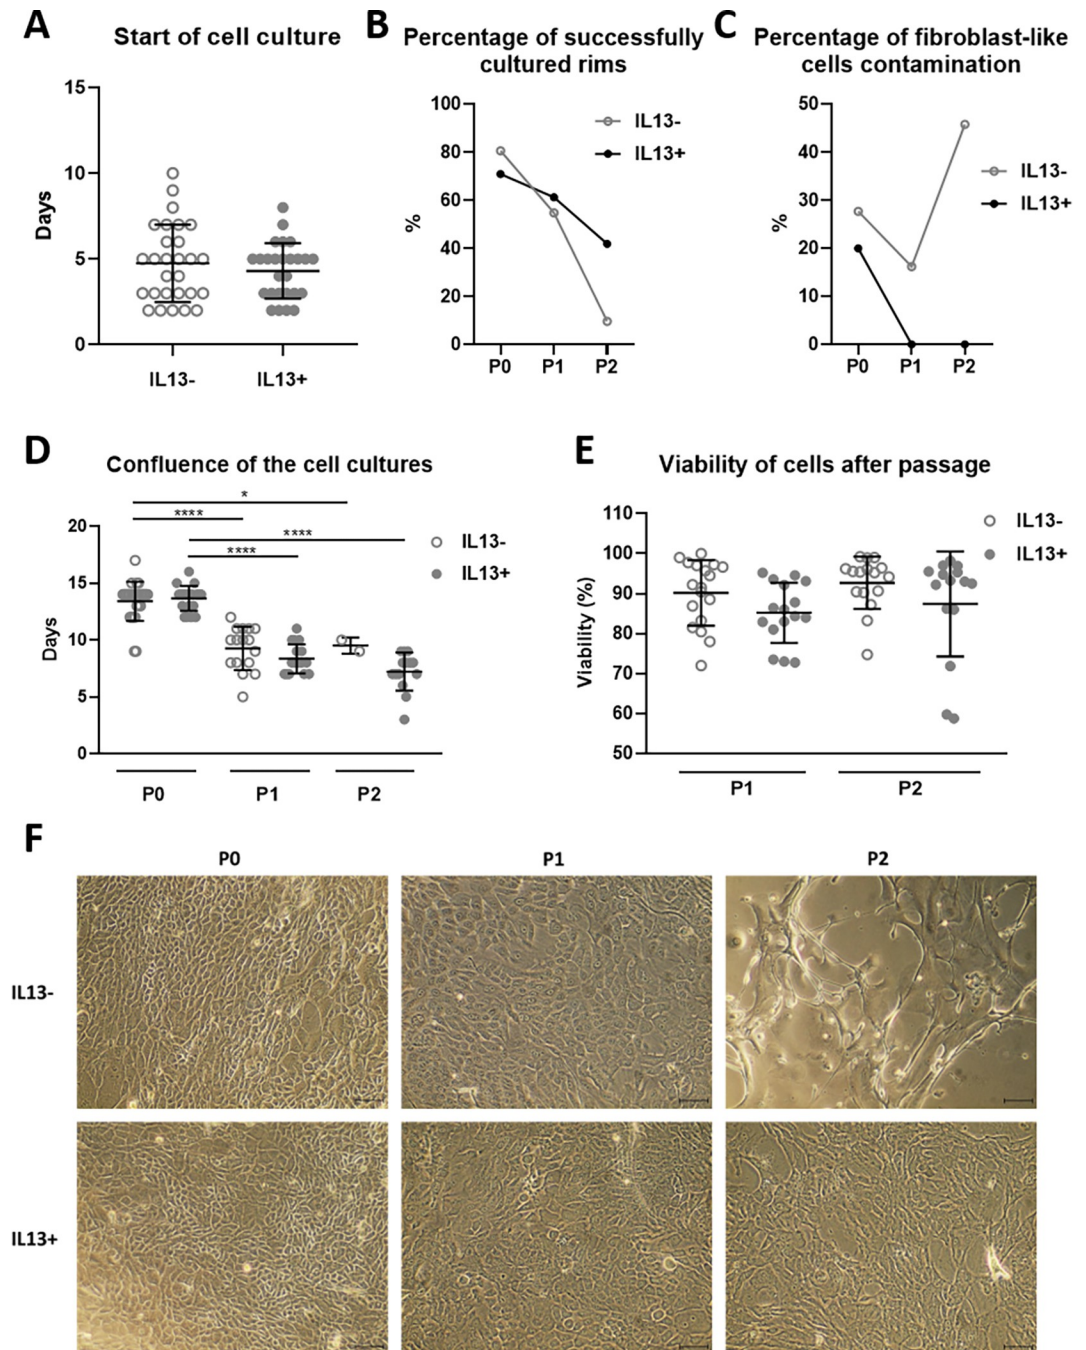 A
Start of cell culture
Days
15
10
5
0
IL13-
IL13+
B
Percentage of successfully
cultured rims
%
100
80
60
40
20
0
P0
P1
P2
IL13-
IL13+
C
Percentage of fibroblast-like
cells contamination
%
50
40
30
20
10
0
P0
P1
P2
IL13-
IL13+
D
Confluence of the cell cultures
Days
20
15
10
5
0
*
****
****
****
IL13-
IL13+
P0
P1
P2
E
Viability of cells after passage
Viability (%)
110
100
90
80
70
60
50
IL13-
IL13+
P1
P2
F
P0
P1
P2
IL13-
IL13+